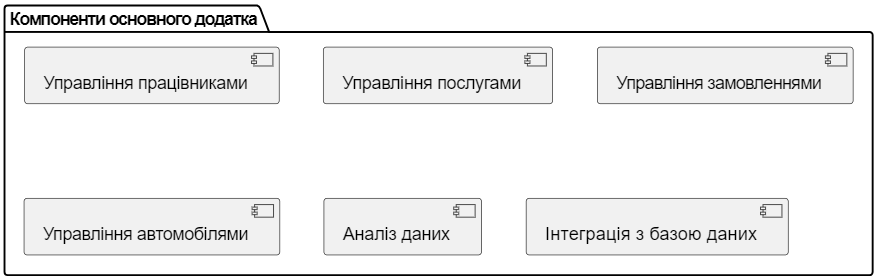 Компоненти основного додатка
Управління працівниками
Управління послугами
Управління замовленнями
Управління автомобілями
Аналіз даних
Інтеграція з базою даних